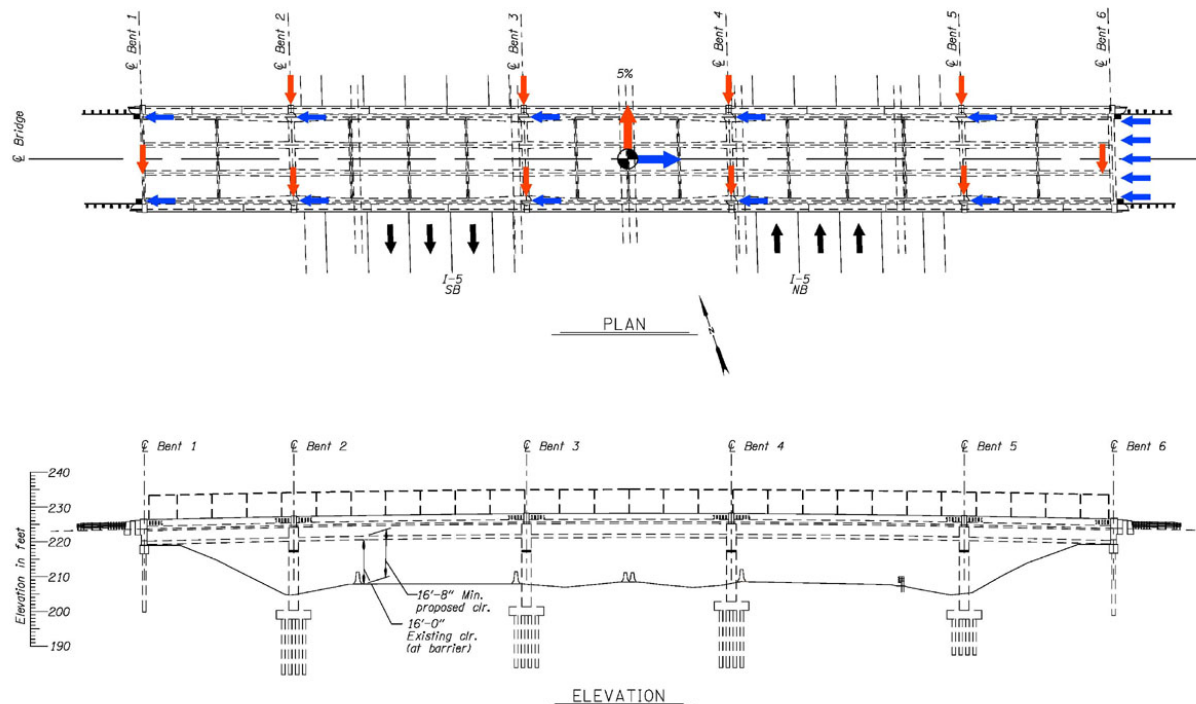 ℄ Bent 1
℄ Bent 2
℄ Bent 3
℄ Bent 4
℄ Bent 5
℄ Bent 6
5%
℄ Bridge
I-5
SB
I-5
NB
PLAN
N
℄ Bent 1
℄ Bent 2
℄ Bent 3
℄ Bent 4
℄ Bent 5
℄ Bent 6
Elevation in feet
240
230
220
210
200
190
16'-8" Min.
proposed clr.
16'-0"
Existing clr.
(at barrier)
ELEVATION